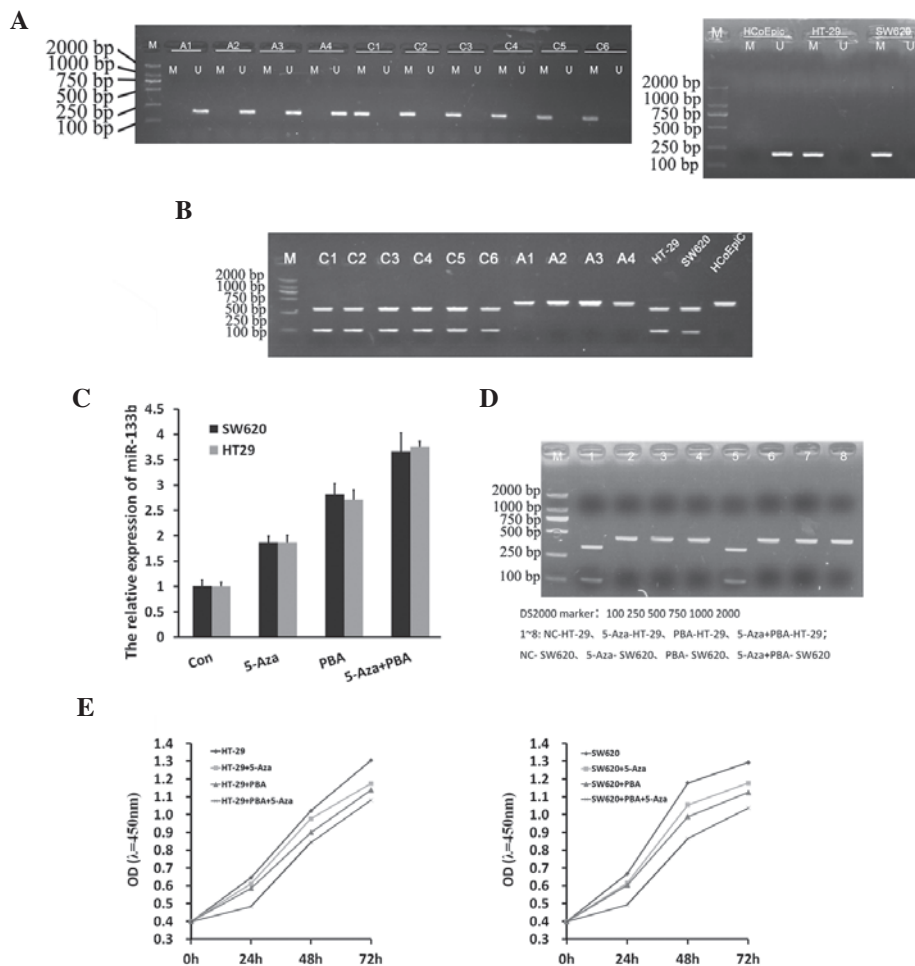 A
M A1 A2 A3 A4 C1 C2 C3 C4 C5 C6
M U M U M U M U M U M U M U M U M U M U
2000 bp
1000 bp
750 bp
500 bp
250 bp
100 bp
M HCoEpic HT-29 SW620
M U M U M U
2000 bp
1000 bp
750 bp
500 bp
250 bp
100 bp
B
M C1 C2 C3 C4 C5 C6 A1 A2 A3 A4 HT-29 SW620 HCoEpiC
2000 bp
1000 bp
750 bp
500 bp
250 bp
100 bp
C
The relative expression of miR-133b
4.5
4
3.5
3
2.5
2
1.5
1
0.5
0
SW620
HT29
Con 5-Aza PBA 5-Aza+PBA
D
M 1 2 3 4 5 6 7 8
2000 bp
1000 bp
750 bp
500 bp
250 bp
100 bp
DS2000 marker： 100 250 500 750 1000 2000
1~8: NC-HT-29、 5-Aza-HT-29、 PBA-HT-29、 5-Aza+PBA-HT-29；
NC- SW620、 5-Aza- SW620、 PBA- SW620、 5-Aza+PBA- SW620
E
OD (λ=450nm)
1.4
1.3
1.2
1.1
1.0
0.9
0.8
0.7
0.6
0.5
0.4
0.3
HT-29
HT-29+5-Aza
HT-29+PBA
HT-29+PBA+5-Aza
0h 24h 48h 72h
OD (λ=450nm)
1.4
1.3
1.2
1.1
1.0
0.9
0.8
0.7
0.6
0.5
0.4
0.3
SW620
SW620+5-Aza
SW620+PBA
SW620+PBA+5-Aza
0h 24h 48h 72h